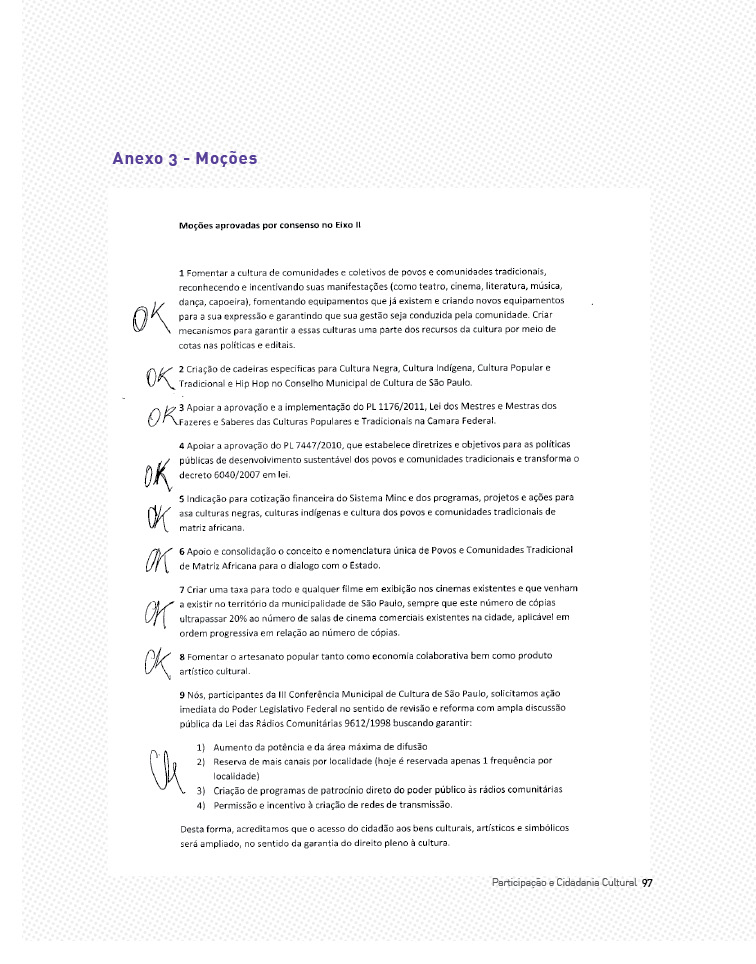 Anexo 3 - Moções
Moções aprovadas por consenso no Eixo II
1 Fomentar a cultura de comunidades e coletivos de povos e comunidades tradicionais,
reconhecendo e incentivando suas manifestações (como teatro, cinema, literatura, música,
dança, capoeira), fomentando equipamentos que já existem e criando novos equipamentos
para a sua expressão e garantindo que sua gestão seja conduzida pela comunidade. Criar
mecanismos para garantir a essas culturas uma parte dos recursos da cultura por meio de
cotas nas políticas e editais.
OK
2 Criação de cadeiras especificas para Cultura Negra, Cultura Indígena, Cultura Popular e
Tradicional e Hip Hop no Conselho Municipal de Cultura de São Paulo.
OK
3 Apoiar a aprovação e a implementação do PL 1176/2011, Lei dos Mestres e Mestras dos
Fazeres e Saberes das Culturas Populares e Tradicionais na Camara Federal.
OK
4 Apoiar a aprovação do PL 7447/2010, que estabelece diretrizes e objetivos para as políticas
públicas de desenvolvimento sustentável dos povos e comunidades tradicionais e transforma o
decreto 6040/2007 em lei.
OK
5 Indicação para cotização financeira do Sistema Minc e dos programas, projetos e ações para
asa culturas negras, culturas indígenas e cultura dos povos e comunidades tradicionais de
matriz africana.
OK
6 Apoio e consolidação o conceito e nomenclatura única de Povos e Comunidades Tradicional
de Matriz Africana para o dialogo com o Estado.
OK
7 Criar uma taxa para todo e qualquer filme em exibição nos cinemas existentes e que venham
a existir no território da municipalidade de São Paulo, sempre que este número de cópias
ultrapassar 20% ao número de salas de cinema comerciais existentes na cidade, aplicável em
ordem progressiva em relação ao número de cópias.
OK
8 Fomentar o artesanato popular tanto como economia colaborativa bem como produto
artístico cultural.
OK
9 Nós, participantes da III Conferência Municipal de Cultura de São Paulo, solicitamos ação
imediata do Poder Legislativo Federal no sentido de revisão e reforma com ampla discussão
pública da Lei das Rádios Comunitárias 9612/1998 buscando garantir:
1) Aumento da potência e da área máxima de difusão
2) Reserva de mais canais por localidade (hoje é reservada apenas 1 frequência por
localidade)
3) Criação de programas de patrocínio direto do poder público às rádios comunitárias
4) Permissão e incentivo à criação de redes de transmissão.
OK
Desta forma, acreditamos que o acesso do cidadão aos bens culturais, artísticos e simbólicos
será ampliado, no sentido da garantia do direito pleno à cultura.
Participação e Cidadania Cultural 97